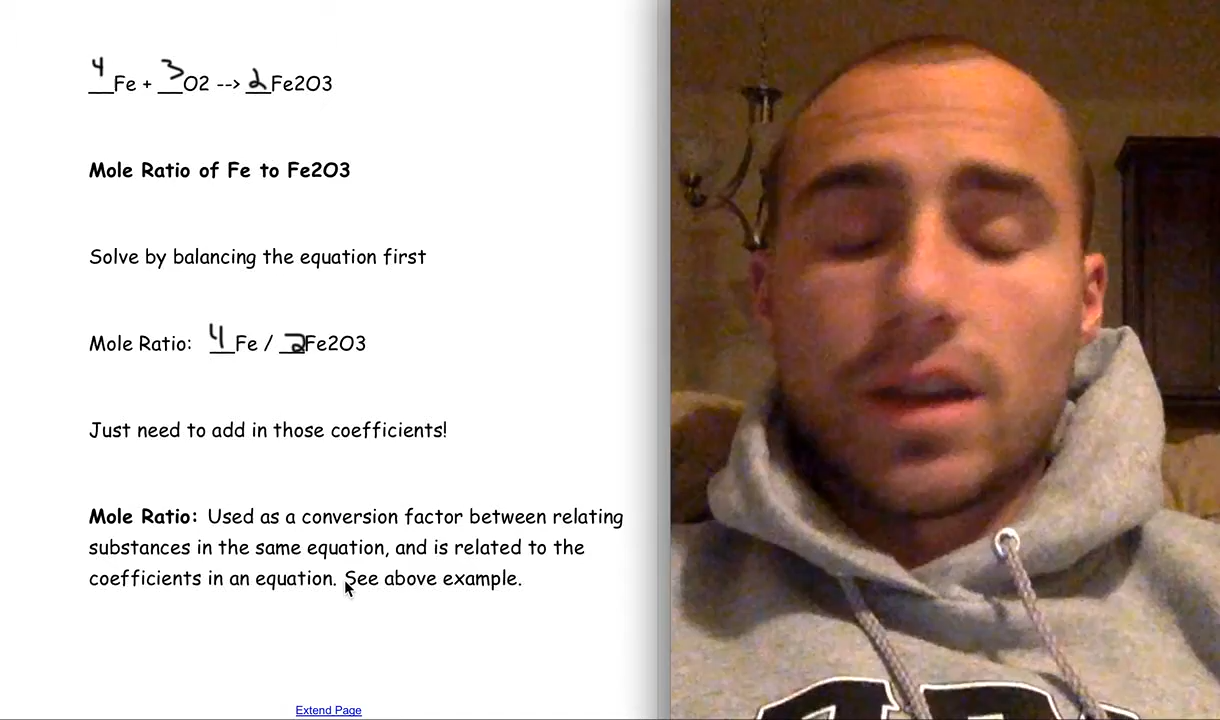 4 Fe + 3 O2 --> 2 Fe2O3
Mole Ratio of Fe to Fe2O3
Solve by balancing the equation first
Mole Ratio: 4 Fe / 2 Fe2O3
Just need to add in those coefficients!
Mole Ratio: Used as a conversion factor between relating
substances in the same equation, and is related to the
coefficients in an equation. See above example.
Extend Page